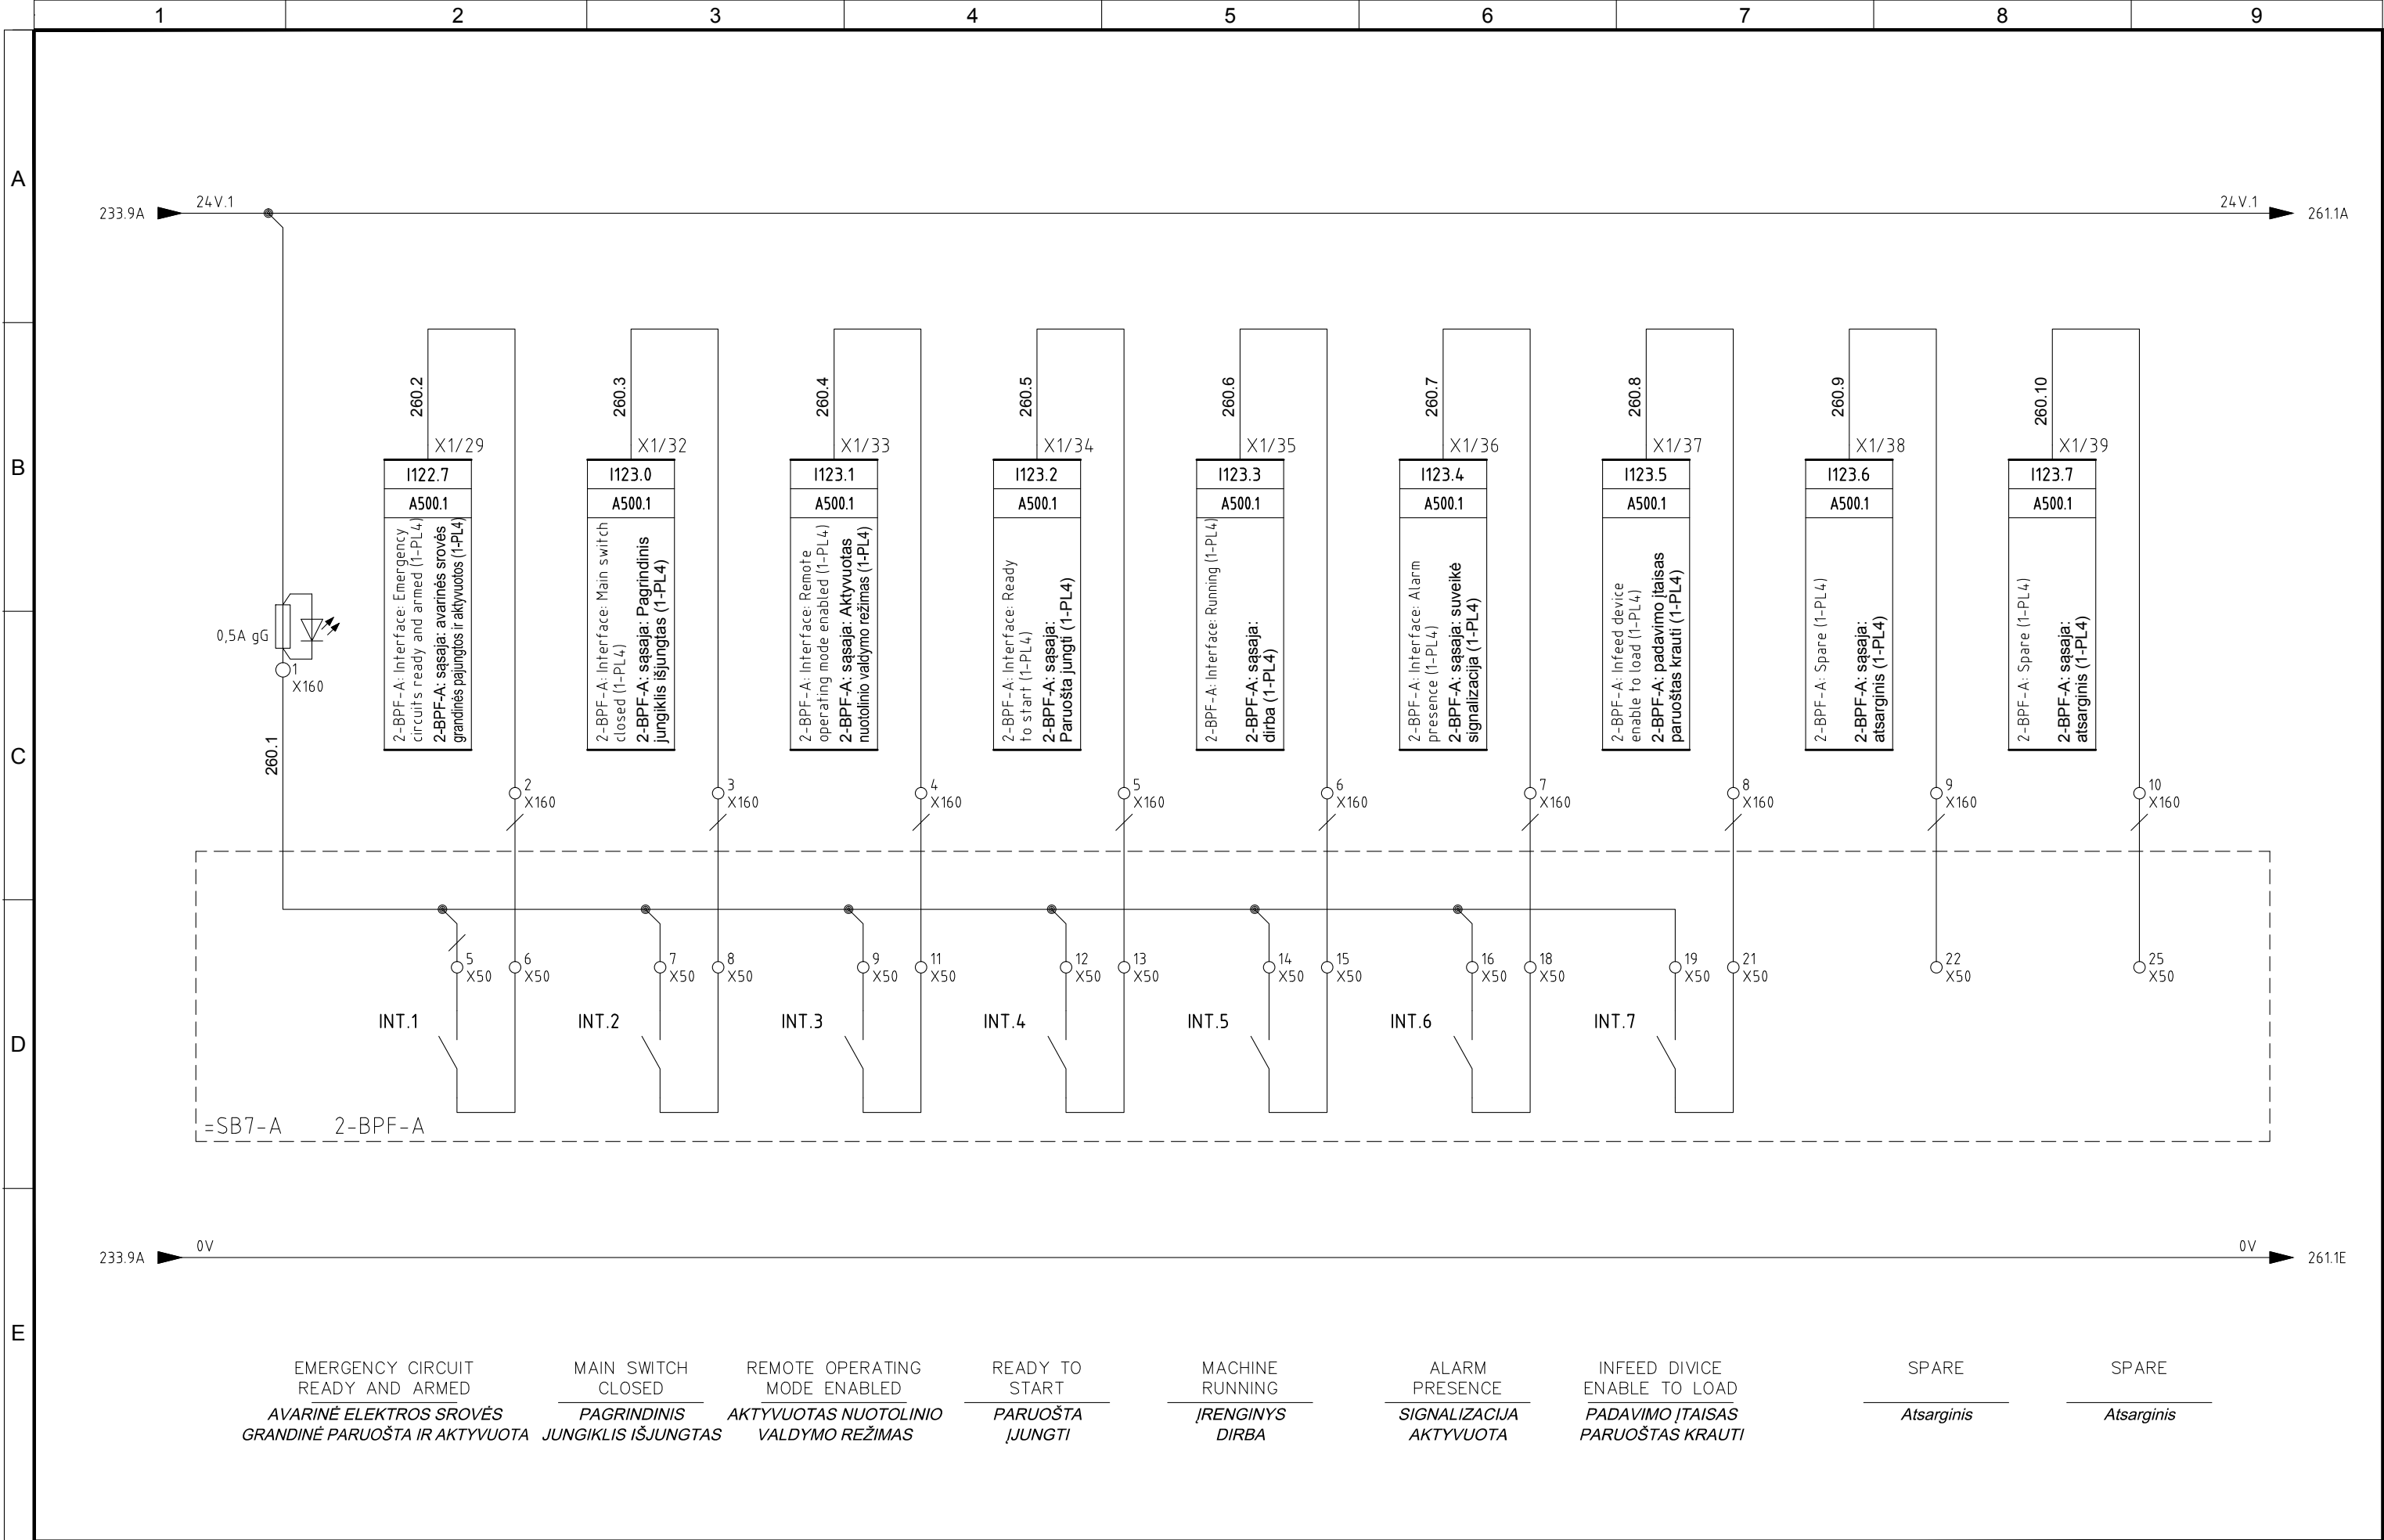 1 2 3 4 5 6 7 8 9
A
B
C
D
E
233.9A
24V.1
24V.1
261.1A
260.2
X1/29
I122.7
A500.1
2-BPF-A: Interface: Emergency
circuits ready and armed (1-PL4)
2-BPF-A: sąsaja: avarinės srovės
grandinės pajungtos ir aktyvuotos (1-PL4)
260.3
X1/32
I123.0
A500.1
2-BPF-A: Interface: Main switch
closed (1-PL4)
2-BPF-A: sąsaja: Pagrindinis
jungiklis išjungtas (1-PL4)
260.4
X1/33
I123.1
A500.1
2-BPF-A: Interface: Remote
operating mode enabled (1-PL4)
2-BPF-A: sąsaja: Aktyvuotas
nuotolinio valdymo režimas (1-PL4)
260.5
X1/34
I123.2
A500.1
2-BPF-A: Interface: Ready
to start (1-PL4)
2-BPF-A: sąsaja:
Paruošta įjungti (1-PL4)
260.6
X1/35
I123.3
A500.1
2-BPF-A: Interface: Running (1-PL4)
2-BPF-A: sąsaja:
dirba (1-PL4)
260.7
X1/36
I123.4
A500.1
2-BPF-A: Interface: Alarm
presence (1-PL4)
2-BPF-A: sąsaja: suveikė
signalizacija (1-PL4)
260.8
X1/37
I123.5
A500.1
2-BPF-A: Infeed device
enable to load (1-PL4)
2-BPF-A: padavimo įtaisas
paruoštas krauti (1-PL4)
260.9
X1/38
I123.6
A500.1
2-BPF-A: Spare (1-PL4)
2-BPF-A: sąsaja:
atsarginis (1-PL4)
260.10
X1/39
I123.7
A500.1
2-BPF-A: Spare (1-PL4)
2-BPF-A: sąsaja:
atsarginis (1-PL4)
0,5A gG
1
X160
260.1
2
X160
3
X160
4
X160
5
X160
6
X160
7
X160
8
X160
9
X160
10
X160
5
X50
6
X50
7
X50
8
X50
9
X50
11
X50
12
X50
13
X50
14
X50
15
X50
16
X50
18
X50
19
X50
21
X50
22
X50
25
X50
INT.1
INT.2
INT.3
INT.4
INT.5
INT.6
INT.7
=SB7-A 2-BPF-A
233.9A
0V
0V
261.1E
EMERGENCY CIRCUIT
READY AND ARMED
AVARINĖ ELEKTROS SROVĖS
GRANDINĖ PARUOŠTA IR AKTYVUOTA
MAIN SWITCH
CLOSED
PAGRINDINIS
JUNGIKLIS IŠJUNGTAS
REMOTE OPERATING
MODE ENABLED
AKTYVUOTAS NUOTOLINIO
VALDYMO REŽIMAS
READY TO
START
PARUOŠTA
ĮJUNGTI
MACHINE
RUNNING
ĮRENGINYS
DIRBA
ALARM
PRESENCE
SIGNALIZACIJA
AKTYVUOTA
INFEED DIVICE
ENABLE TO LOAD
PADAVIMO ĮTAISAS
PARUOŠTAS KRAUTI
SPARE
Atsarginis
SPARE
Atsarginis